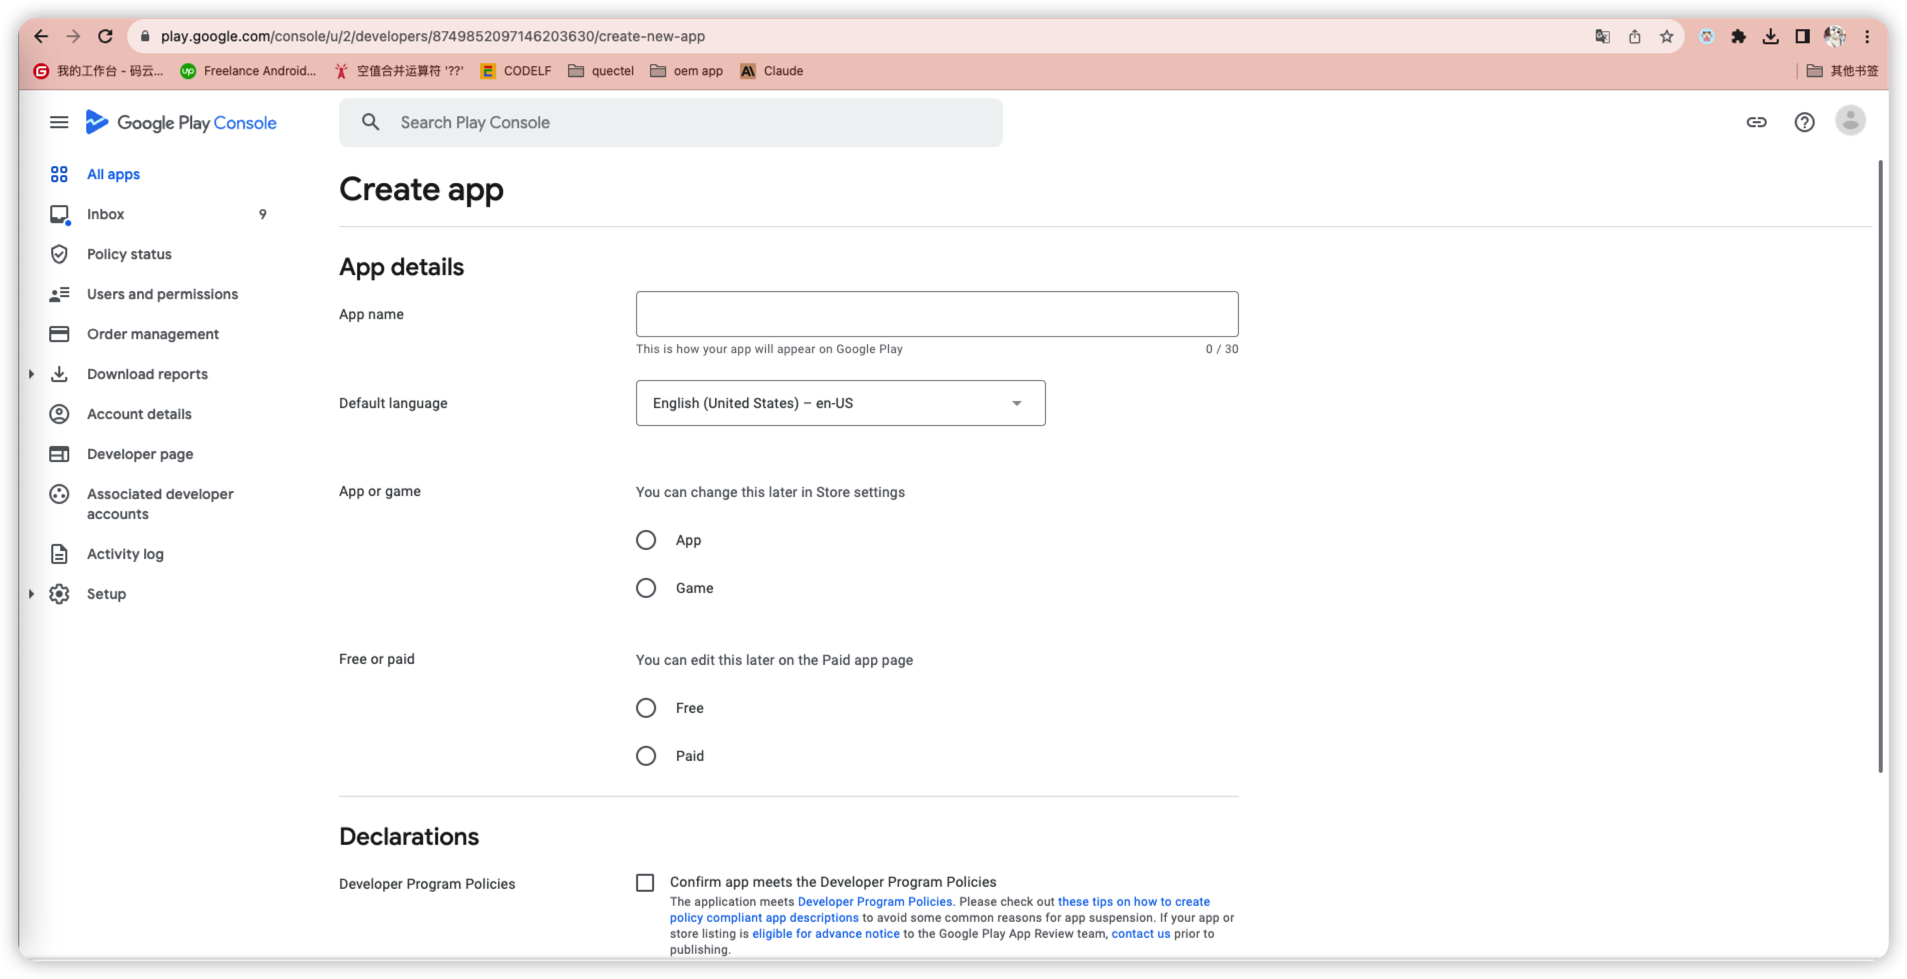 play.google.com/console/u/2/developers/8749852097146203630/create-new-app
我的工作台 - 码云...
Freelance Android...
空值合并运算符 '??'
CODELF
quectel
oem app
Claude
其他书签
Google Play Console
Search Play Console
All apps
Inbox 9
Policy status
Users and permissions
Order management
Download reports
Account details
Developer page
Associated developer
accounts
Activity log
Setup
Create app
App details
App name
This is how your app will appear on Google Play 0 / 30
Default language English (United States) – en-US
App or game You can change this later in Store settings
App
Game
Free or paid You can edit this later on the Paid app page
Free
Paid
Declarations
Developer Program Policies Confirm app meets the Developer Program Policies
The application meets Developer Program Policies. Please check out these tips on how to create
policy compliant app descriptions to avoid some common reasons for app suspension. If your app or
store listing is eligible for advance notice to the Google Play App Review team, contact us prior to
publishing.